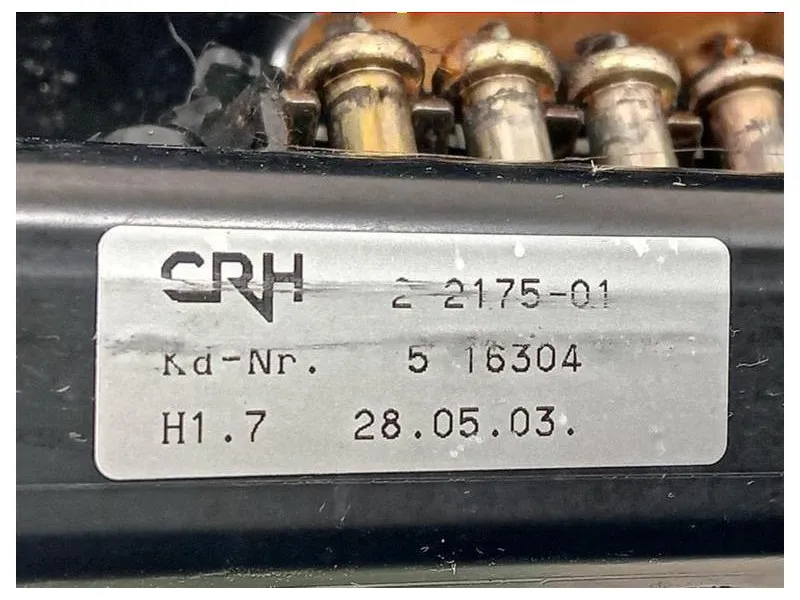 CRH 2 2175-01
Kd-Nr. 5 16304
H1.7 28.05.03.